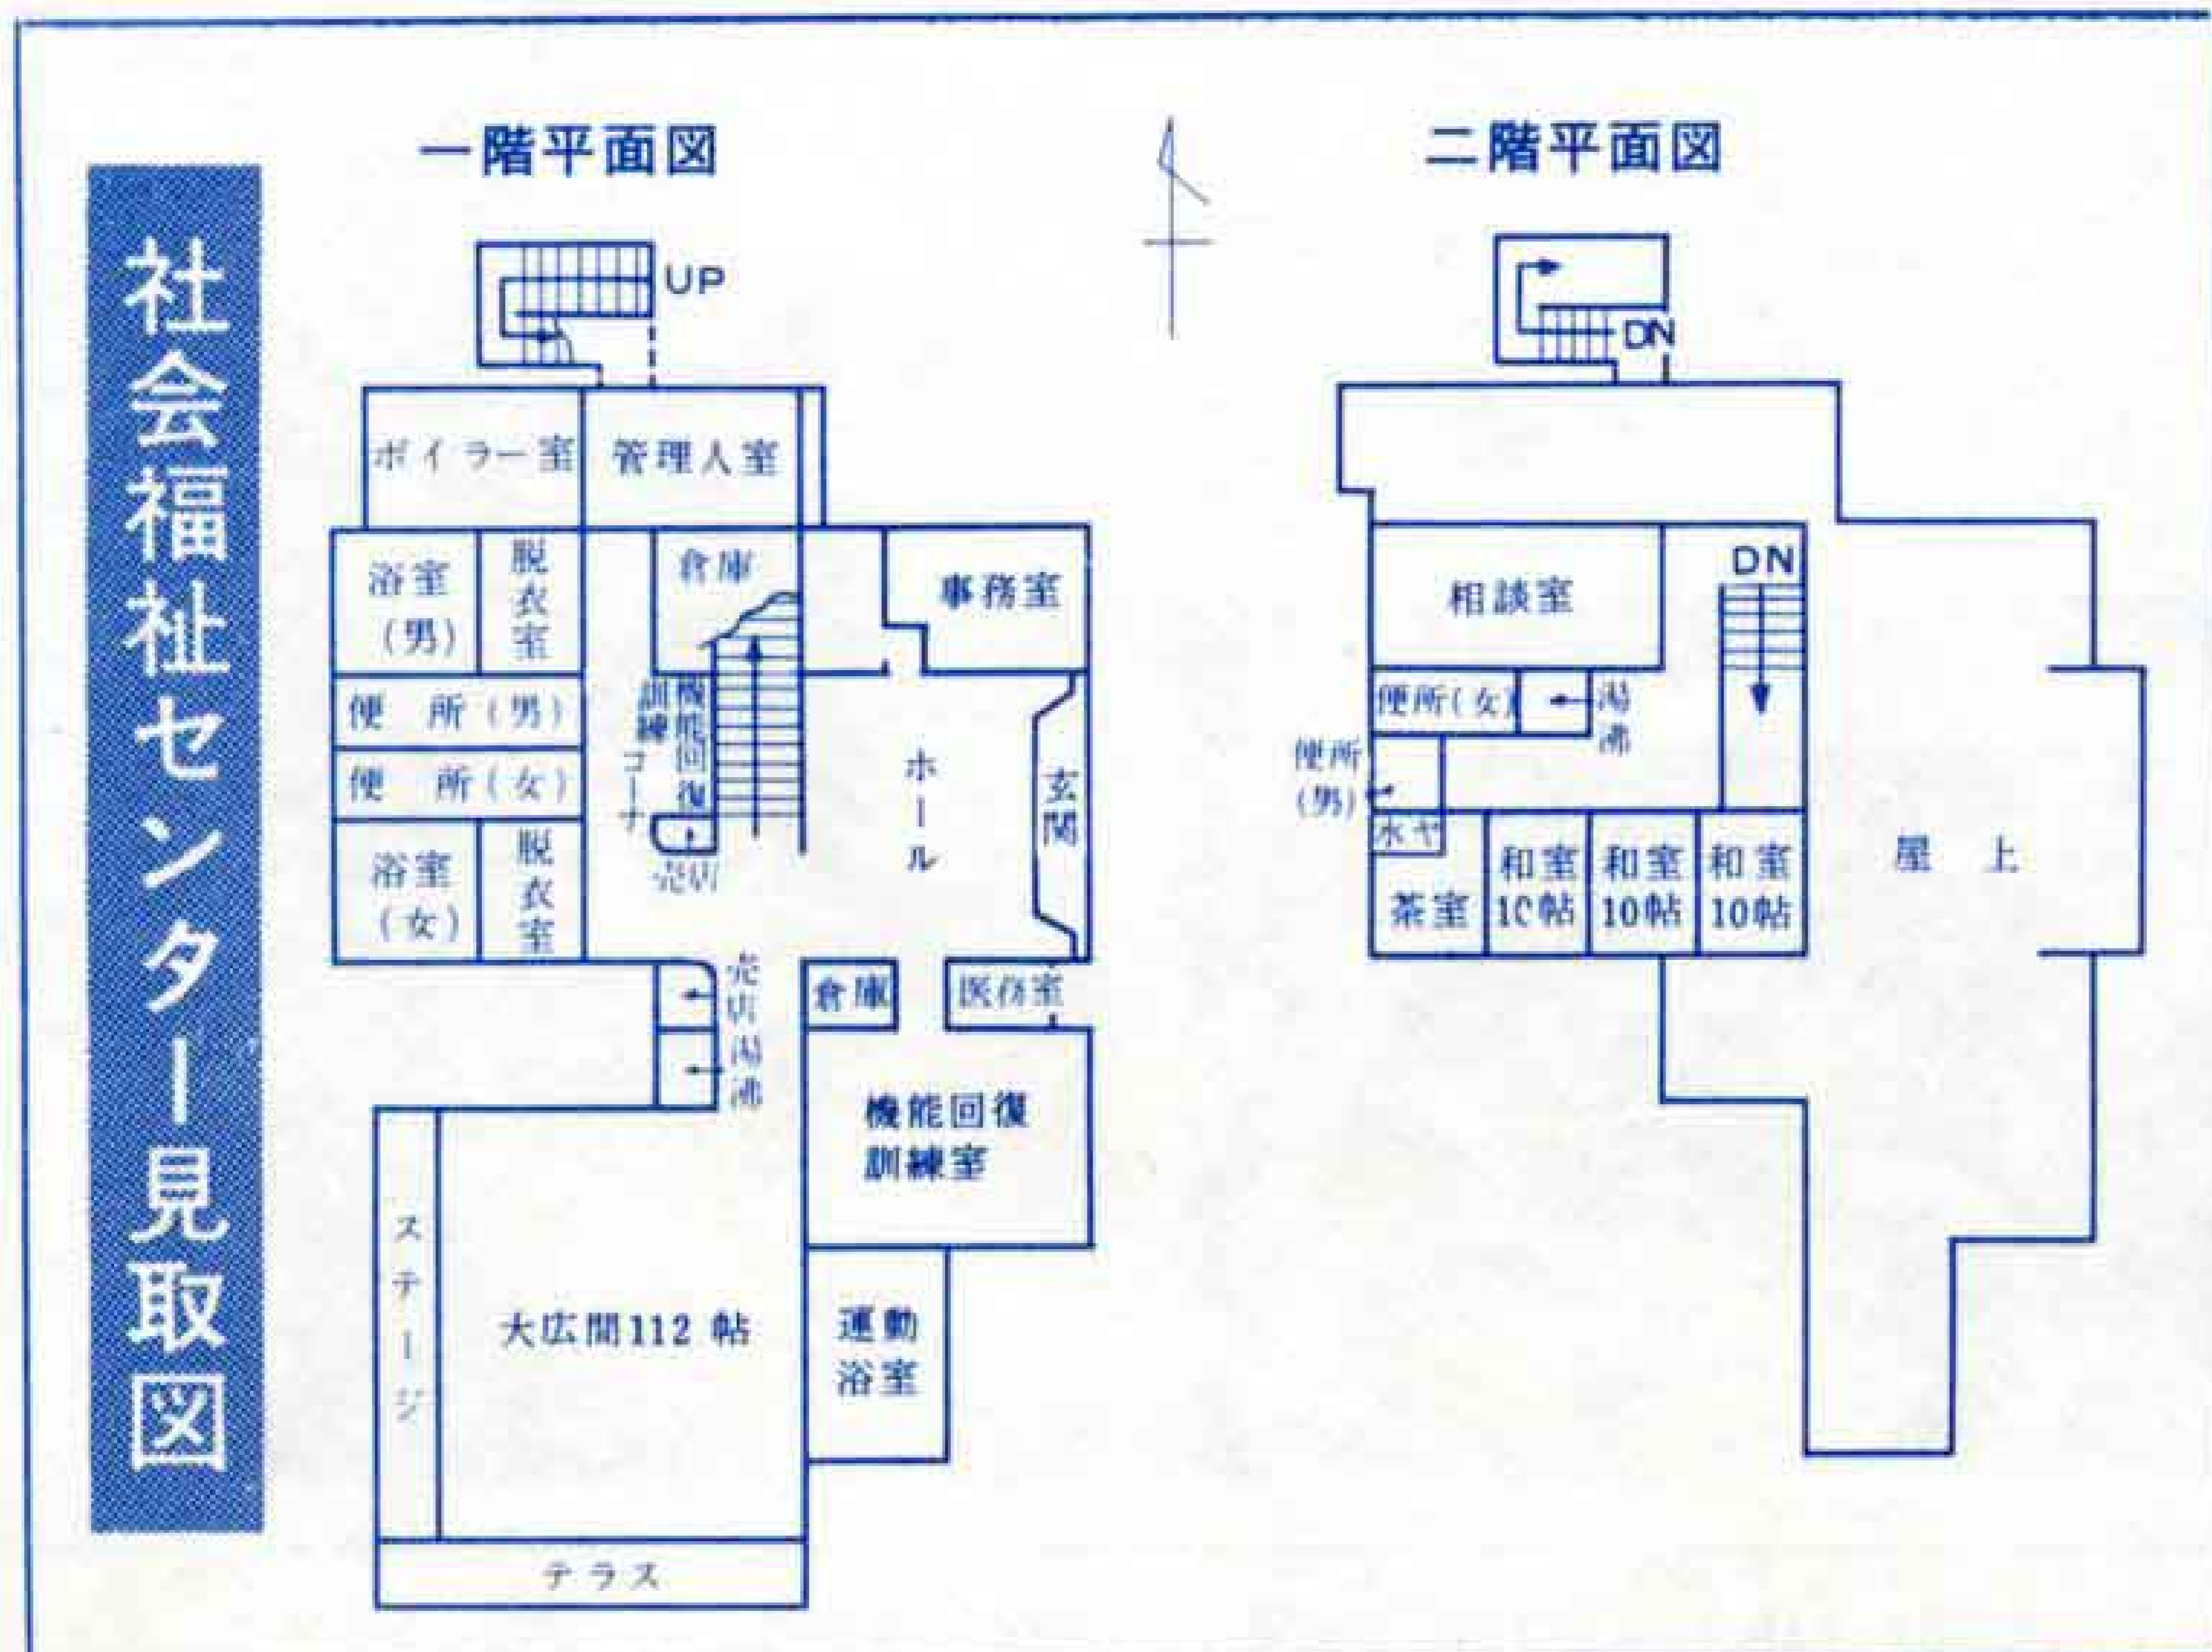 社会福祉センター見取図
一階平面図
UP
ボイラー室
管理人室
浴室
(男)
脱衣室
倉庫
事務室
便所(男)
機能回復
訓練コーナ
便所(女)
ホール
玄関
売店
浴室
(女)
脱衣室
売店
倉庫
医務室
湯沸
機能回復
訓練室
ステージ
大広間112帖
運動
浴室
テラス
二階平面図
DN
相談室
DN
便所(女)
湯沸
便所
(男)
水ヤ
茶室
和室
10帖
和室
10帖
和室
10帖
屋上